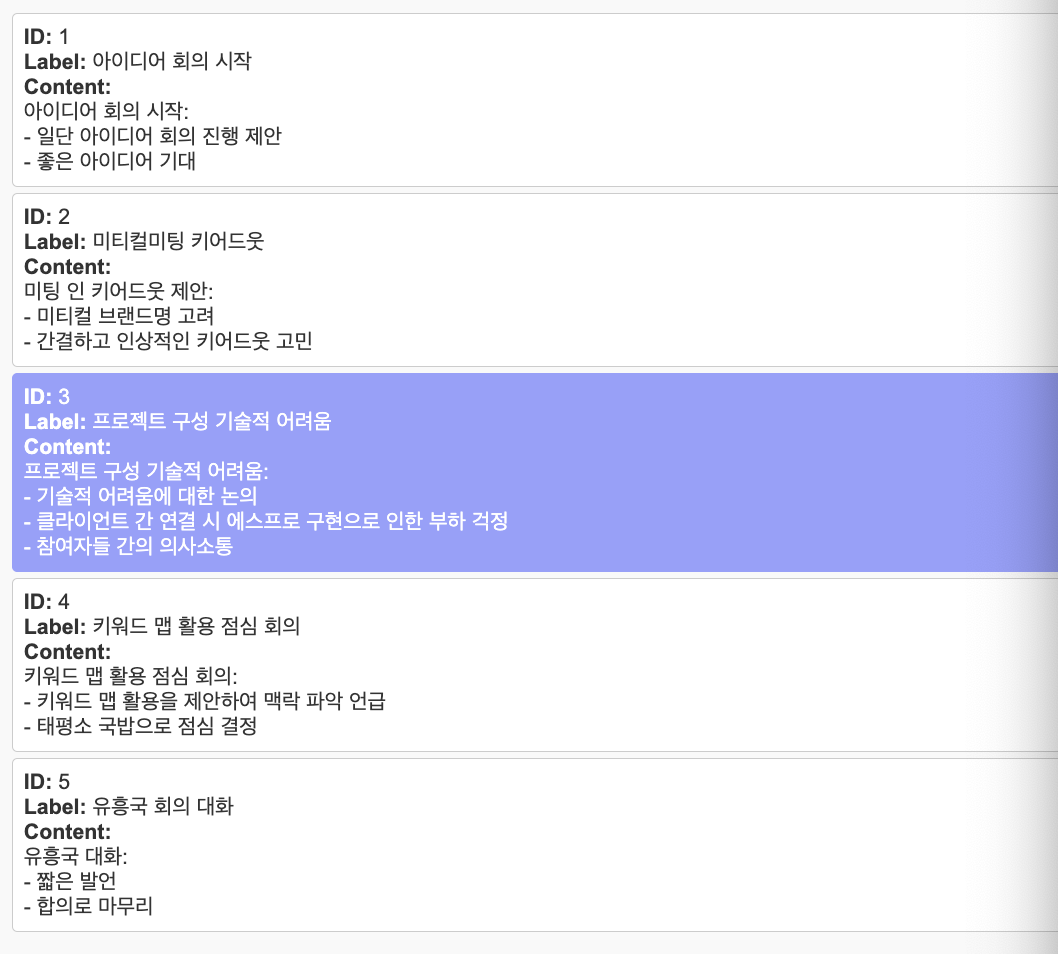 ID: 1
Label: 아이디어 회의 시작
Content:
아이디어 회의 시작:
- 일단 아이디어 회의 진행 제안
- 좋은 아이디어 기대
ID: 2
Label: 미티컬미팅 키어드웃
Content:
미팅 인 키어드웃 제안:
- 미티컬 브랜드명 고려
- 간결하고 인상적인 키어드웃 고민
ID: 3
Label: 프로젝트 구성 기술적 어려움
Content:
프로젝트 구성 기술적 어려움:
- 기술적 어려움에 대한 논의
- 클라이언트 간 연결 시 에스프로 구현으로 인한 부하 걱정
- 참여자들 간의 의사소통
ID: 4
Label: 키워드 맵 활용 점심 회의
Content:
키워드 맵 활용 점심 회의:
- 키워드 맵 활용을 제안하여 맥락 파악 언급
- 태평소 국밥으로 점심 결정
ID: 5
Label: 유흥국 회의 대화
Content:
유흥국 대화:
- 짧은 발언
- 합의로 마무리